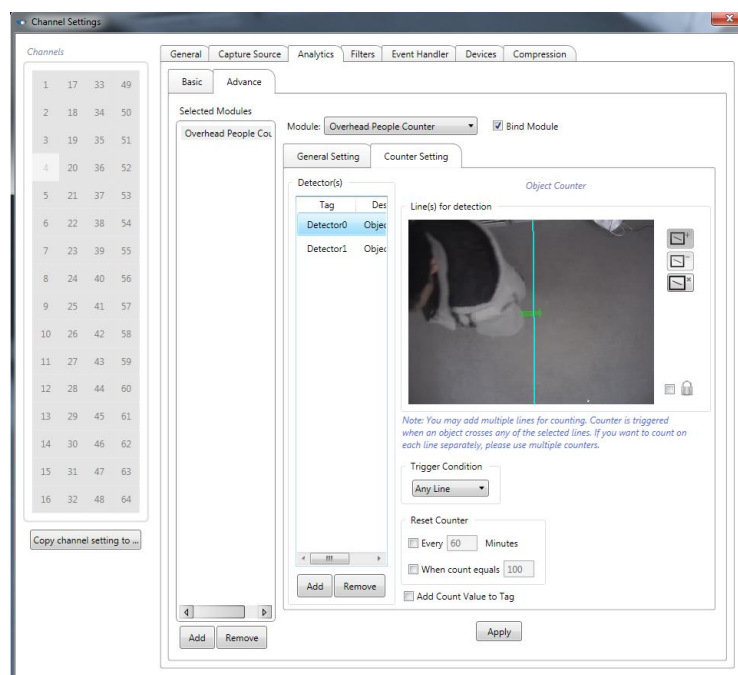 Channel Settings
Channels
General Capture Source Analytics Filters Event Handler Devices Compression
Basic Advance
1 17 33 49
2 18 34 50
3 19 35 51
4 20 36 52
5 21 37 53
6 22 38 54
7 23 39 55
8 24 40 56
9 25 41 57
10 26 42 58
11 27 43 59
12 28 44 60
13 29 45 61
14 30 46 62
15 31 47 63
16 32 48 64
Copy channel setting to ...
Selected Modules
Overhead People Cou
Add Remove
Module: Overhead People Counter Bind Module
General Setting Counter Setting
Detector(s)
Tag Des
Detector0 Objec
Detector1 Objec
Add Remove
Object Counter
Line(s) for detection
Note: You may add multiple lines for counting. Counter is triggered
when an object crosses any of the selected lines. If you want to count on
each line separately, please use multiple counters.
Trigger Condition
Any Line
Reset Counter
Every 60 Minutes
When count equals 100
Add Count Value to Tag
Apply